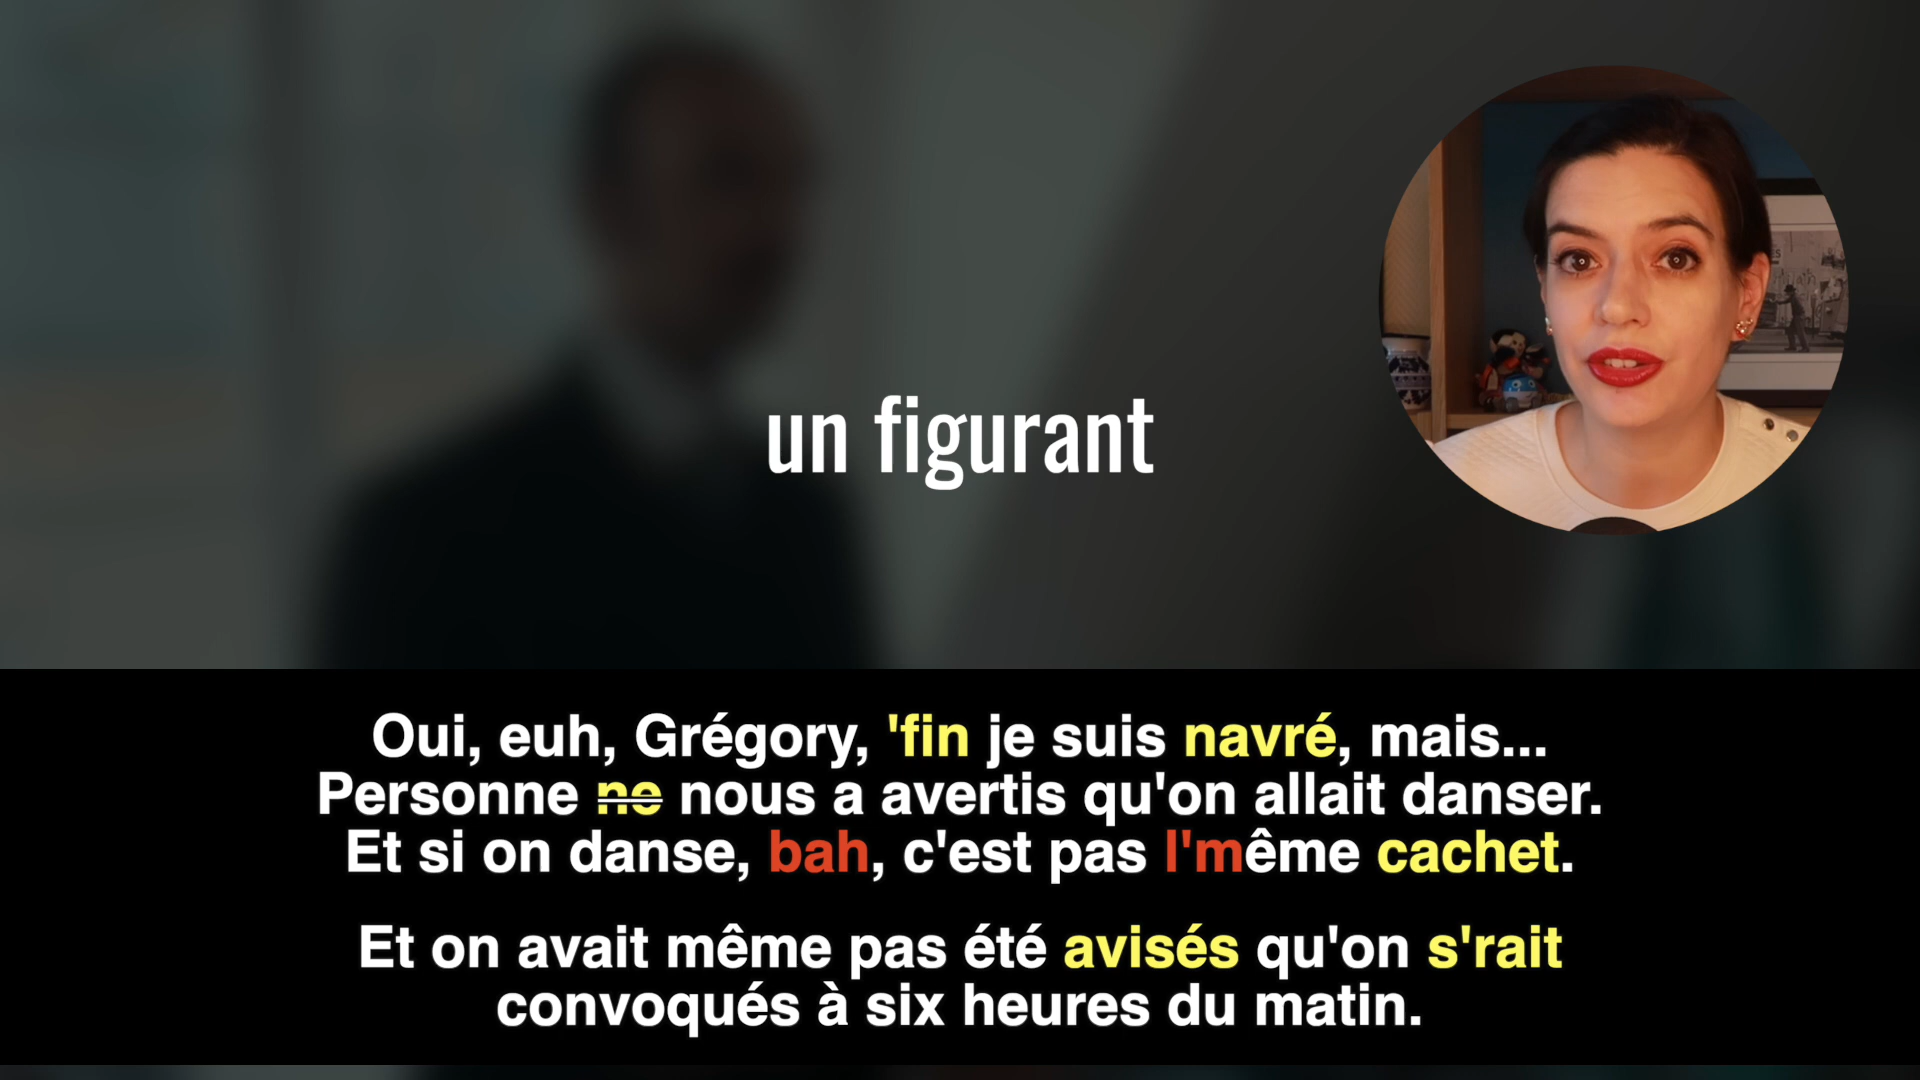 un figurant
Oui, euh, Grégory, 'fin je suis navré, mais...
Personne ne nous a avertis qu'on allait danser.
Et si on danse, bah, c'est pas l'même cachet.
Et on avait même pas été avisés qu'on s'rait
convoqués à six heures du matin.